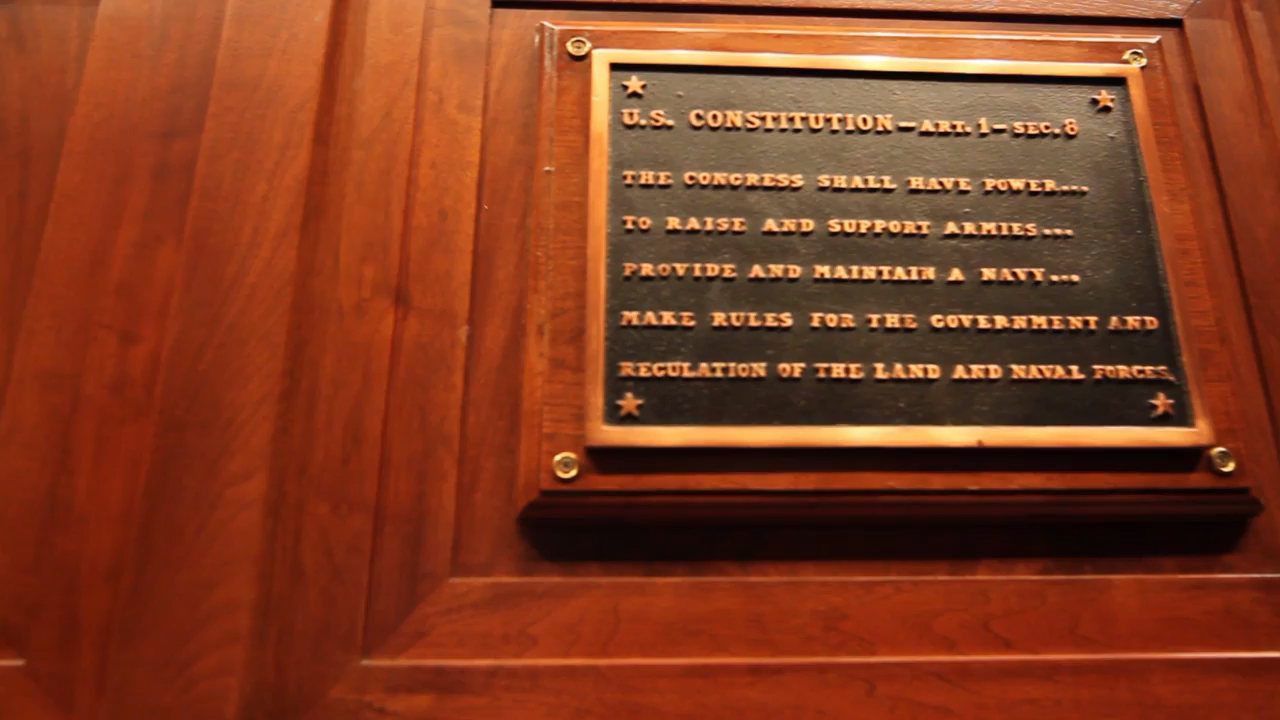 U.S. CONSTITUTION—ART. 1—SEC. 8
THE CONGRESS SHALL HAVE POWER...
TO RAISE AND SUPPORT ARMIES...
PROVIDE AND MAINTAIN A NAVY...
MAKE RULES FOR THE GOVERNMENT AND
REGULATION OF THE LAND AND NAVAL FORCES.